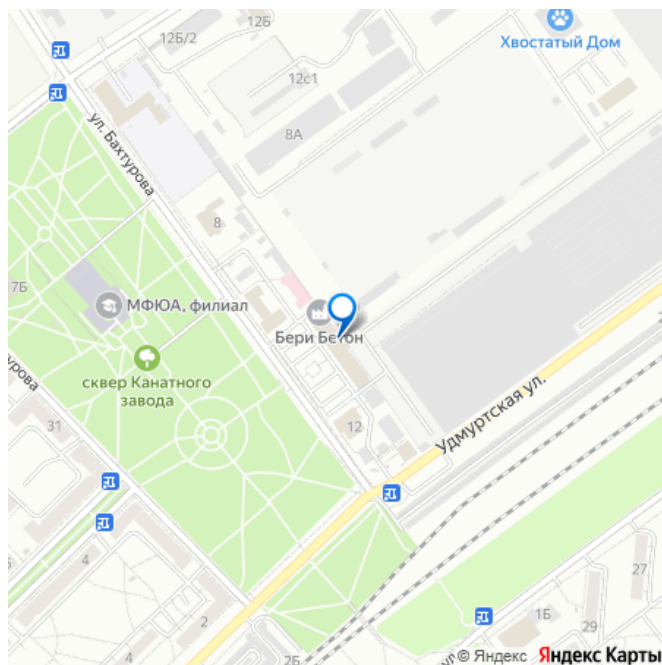 12Б
12Б/2
Хвостатый Дом
12с1
ул. Бахтурова
8А
8
7Б
МФЮА, филиал
Бери Бетон
сквер Канатного
завода
31
12
Удмуртская ул.
4
2
4
2Б
27
1Б
29
© Яндекс Яндекс Карты